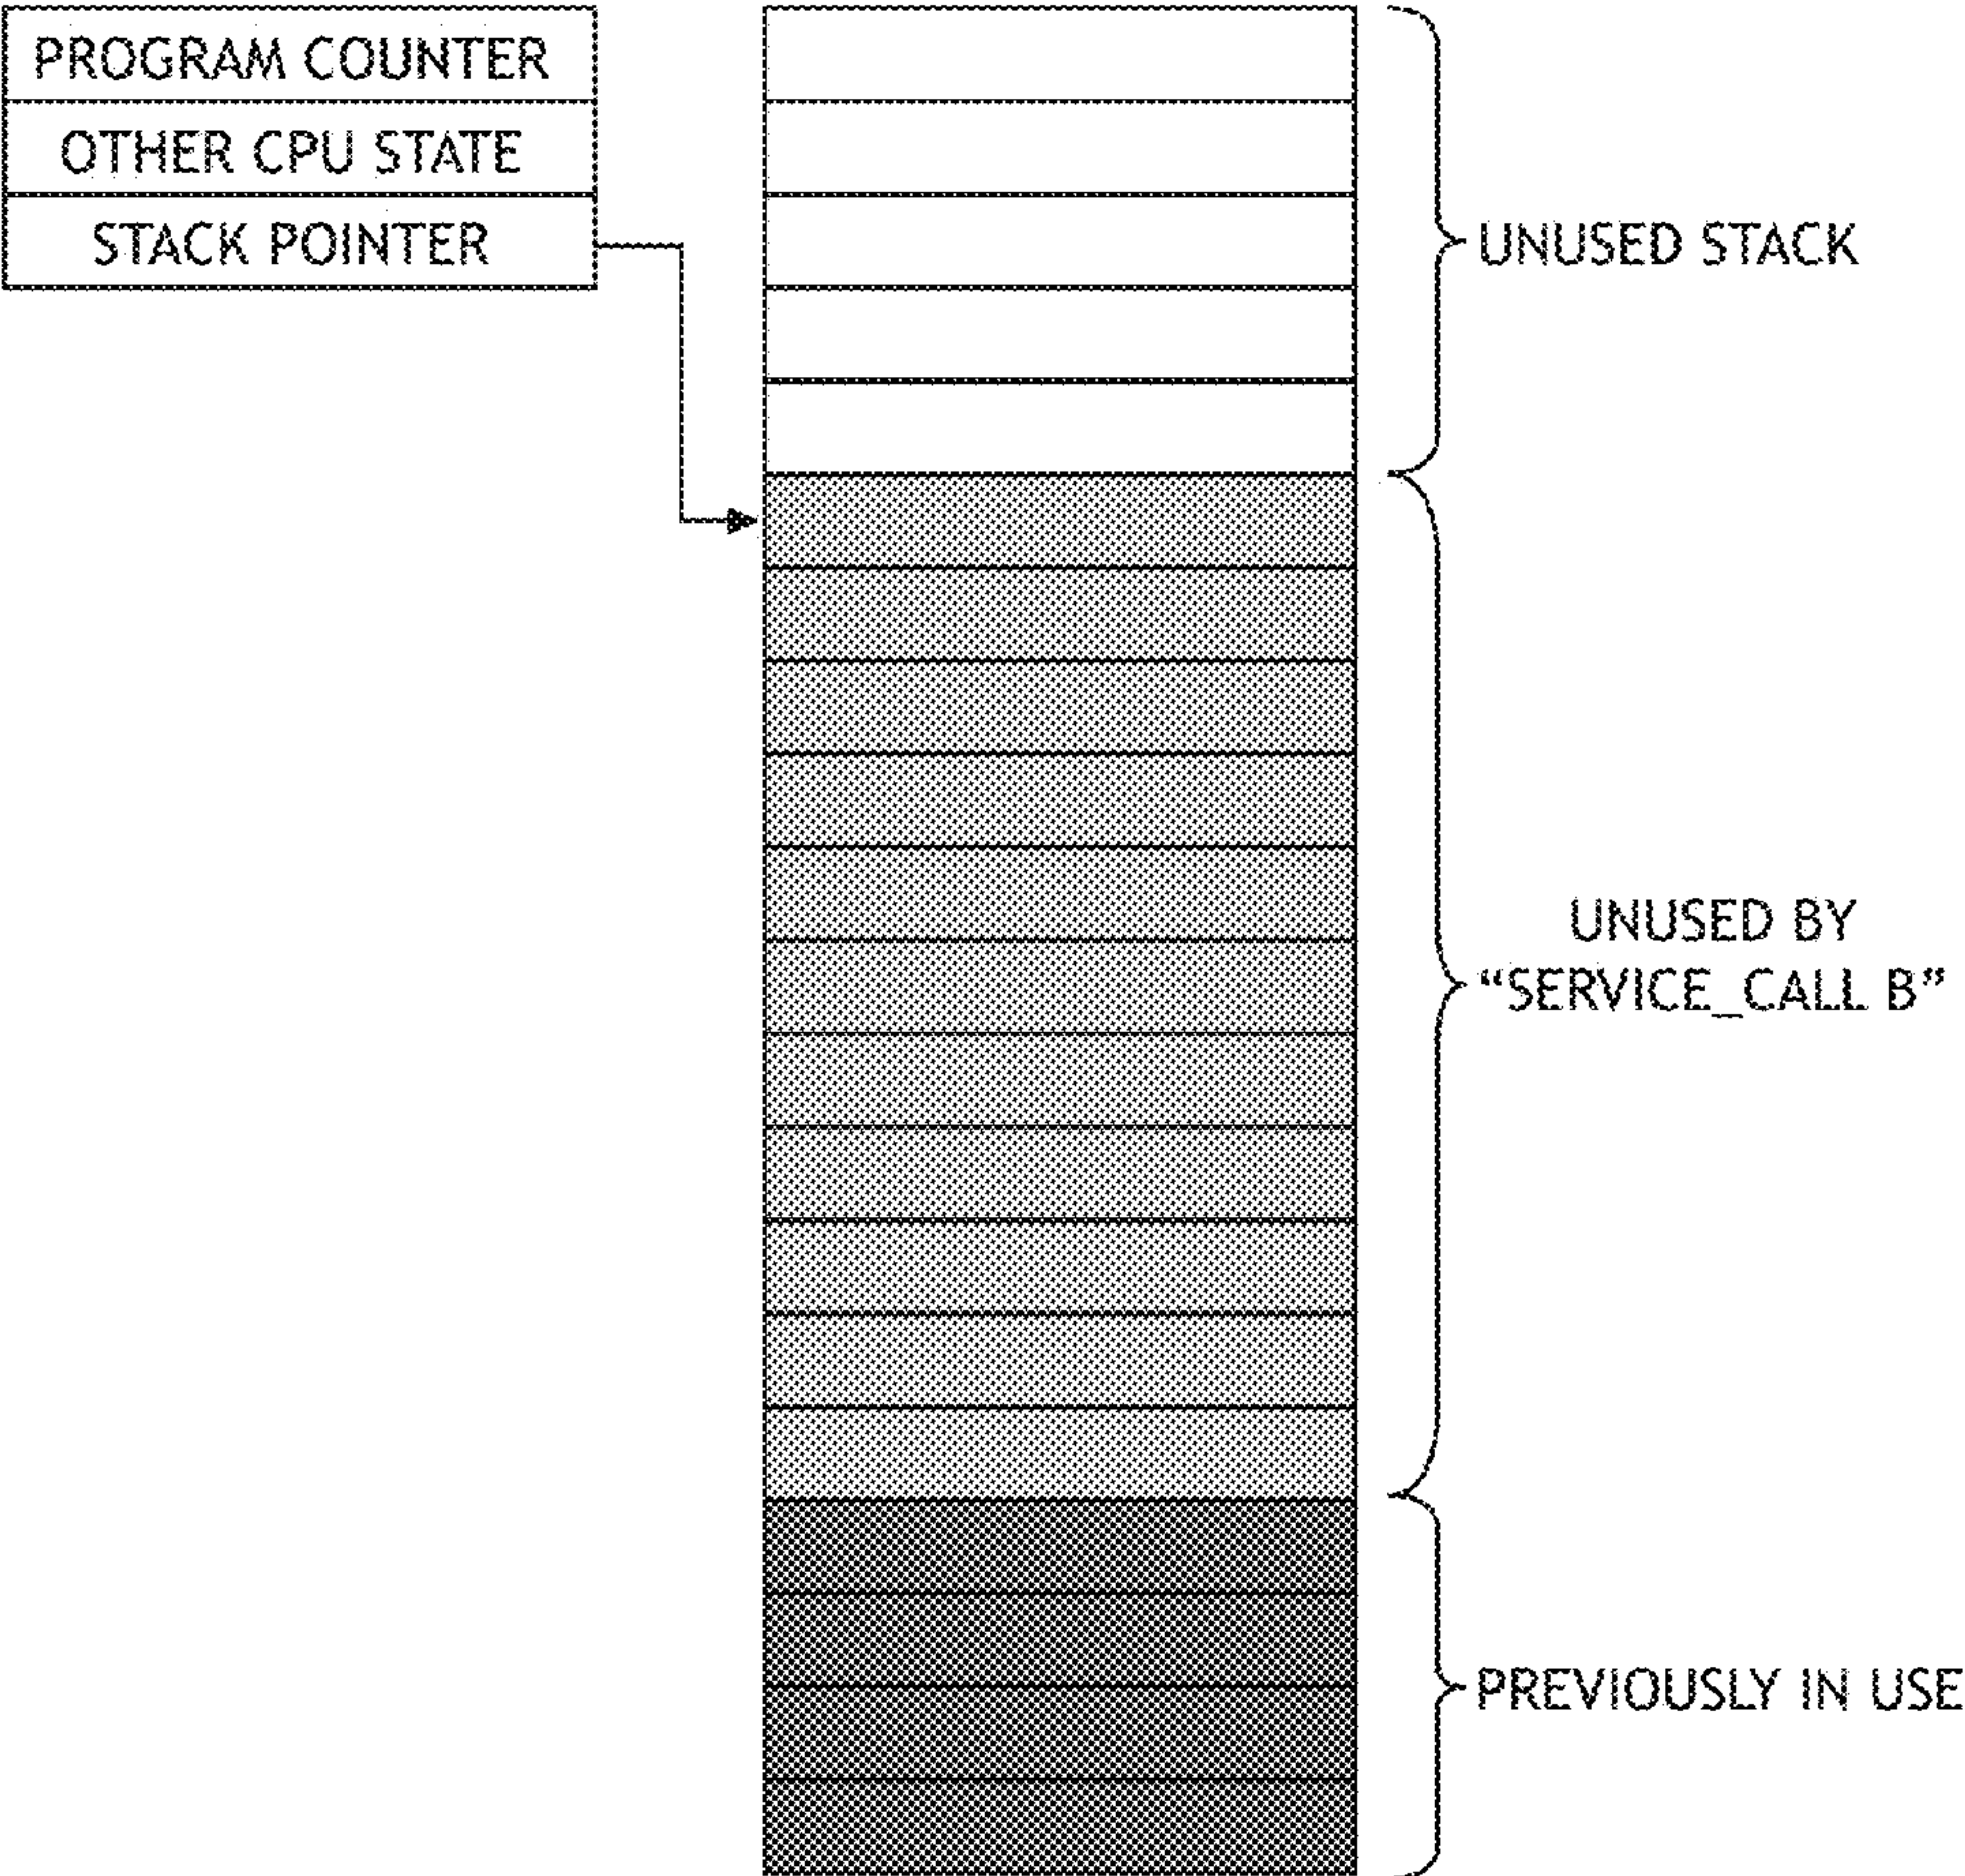 PROGRAM COUNTER
OTHER CPU STATE
STACK POINTER
UNUSED STACK
UNUSED BY
“SERVICE_CALL B”
PREVIOUSLY IN USE